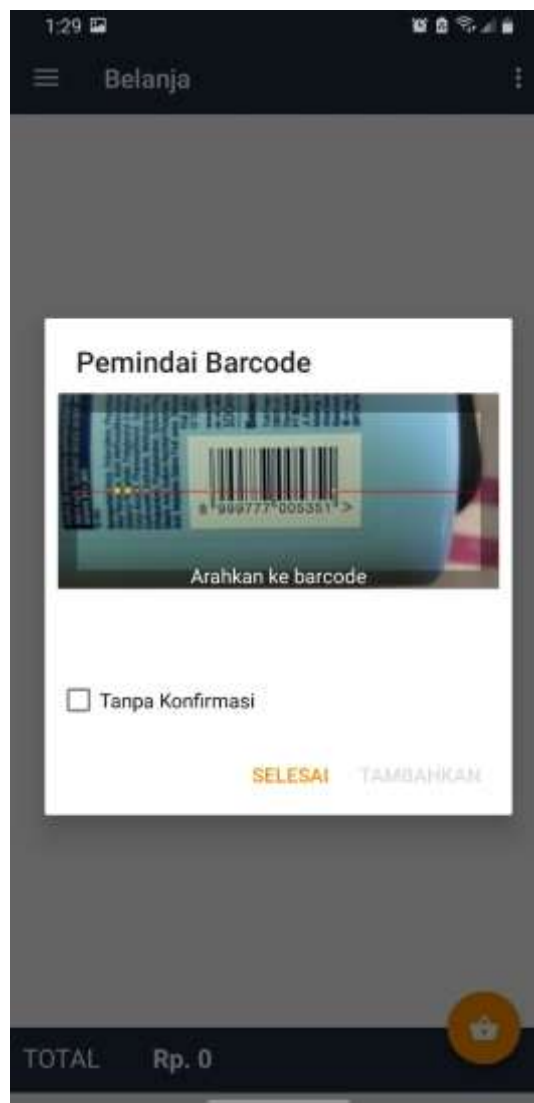 1:29
Belanja
Pemindai Barcode
8 999777 005351 >
Arahkan ke barcode
Tanpa Konfirmasi
SELESAI TAMBAHKAN
TOTAL Rp. 0